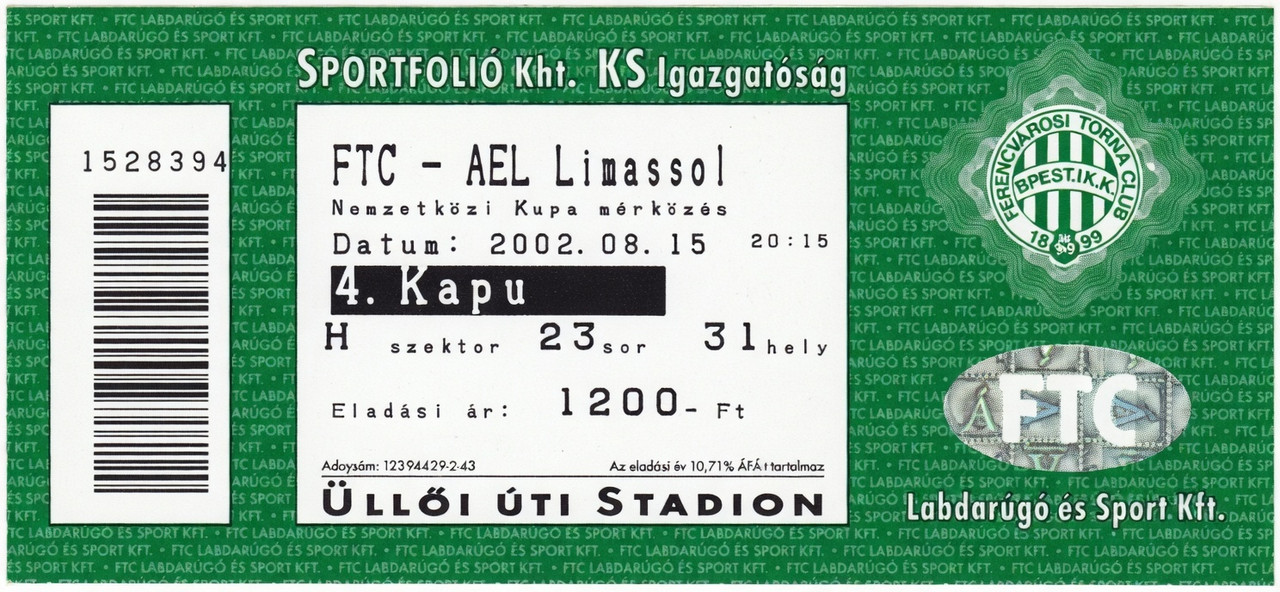 SPORTFOLIÓ Kht. KS Igazgatóság
1528394
FTC - AEL Limassol
Nemzetközi Kupa mérközés
Datum: 2002.08.15 20:15
4. Kapu
H szektor 23 sor 31 hely
Eladási ár: 1200- Ft
Adoysám: 12394429-2-43 Az eladási év 10,71% ÁFÁ t tartalmaz
ÜLLŐI ÚTI STADION
FERENCVÁROSI TORNA CLUB
BPEST.IX.K.
18 99
FTC
Labdarúgó és Sport Kft.
FTC LABDARÚGÓ ÉS SPORT KFT.